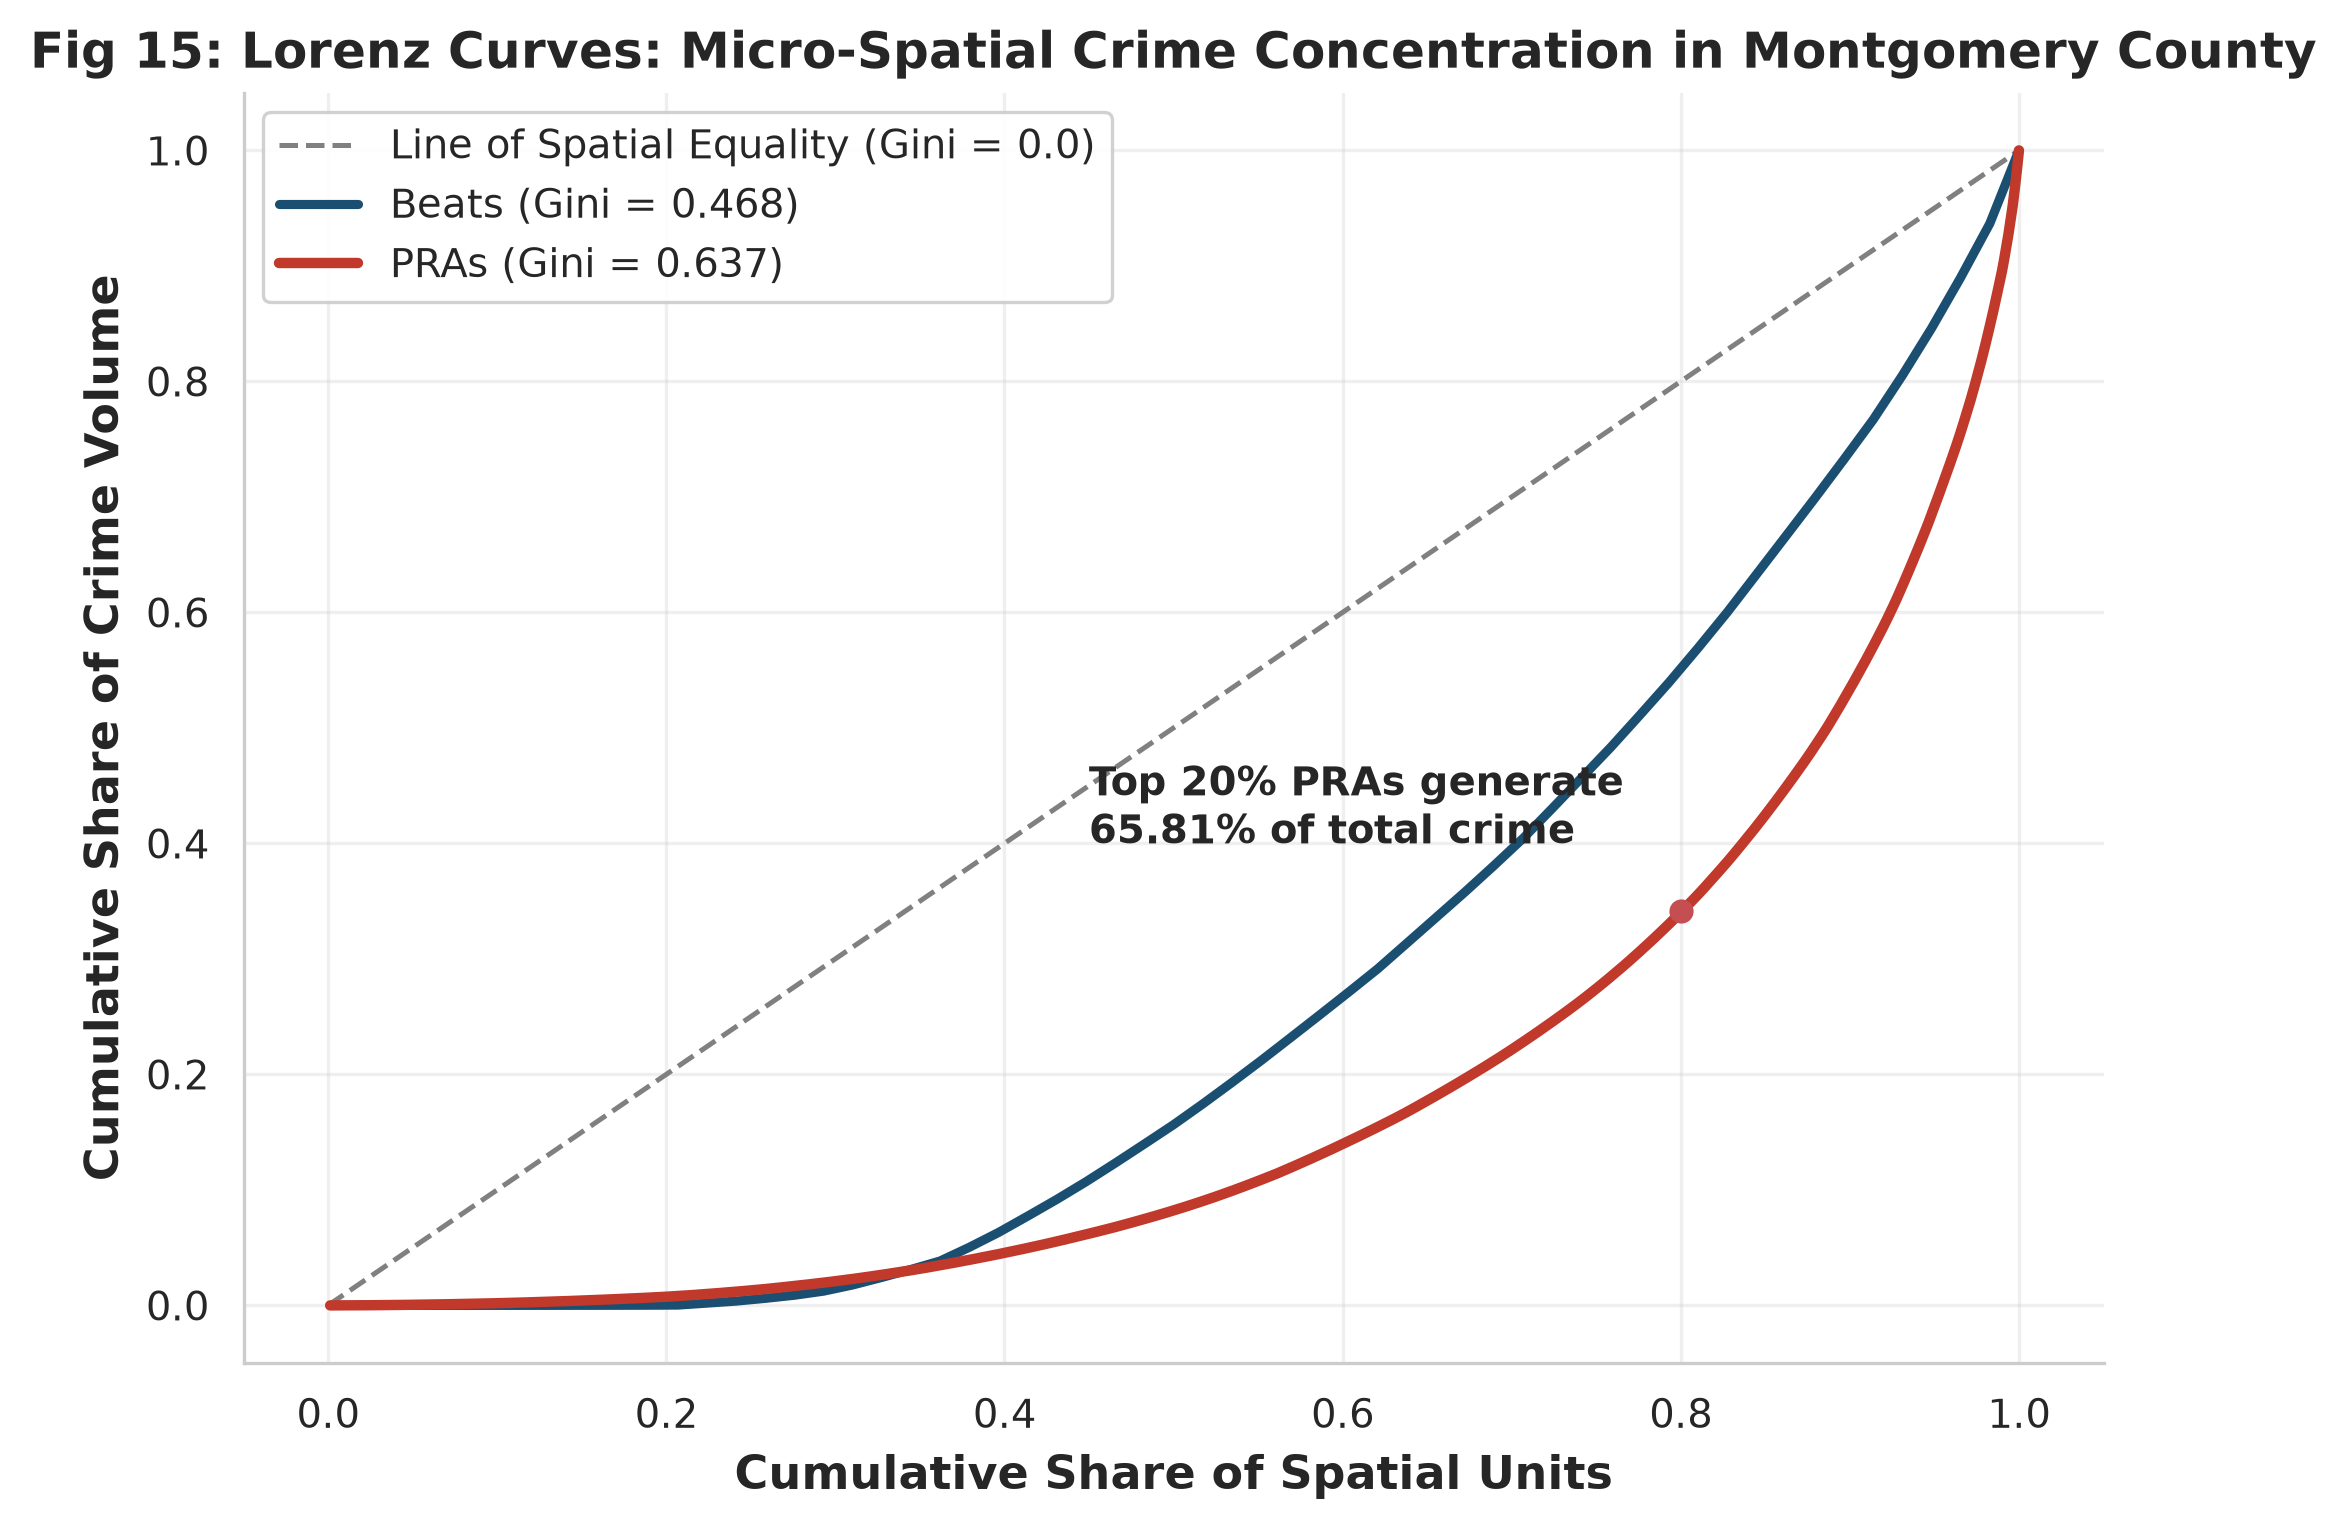 Fig 15: Lorenz Curves: Micro-Spatial Crime Concentration in Montgomery County
Line of Spatial Equality (Gini = 0.0)
Beats (Gini = 0.468)
PRAs (Gini = 0.637)
Cumulative Share of Crime Volume
1.0
0.8
0.6
0.4
0.2
0.0
Top 20% PRAs generate
65.81% of total crime
0.0 0.2 0.4 0.6 0.8 1.0
Cumulative Share of Spatial Units